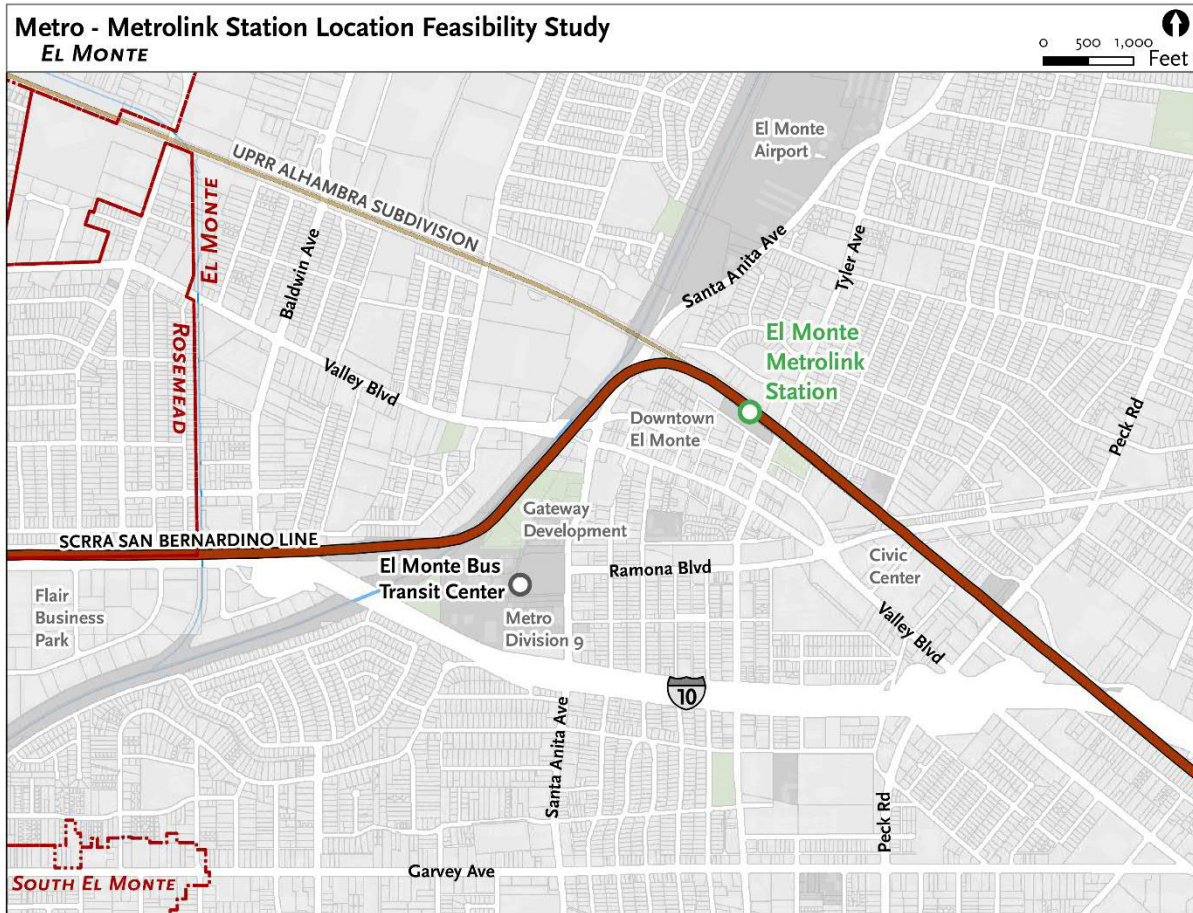 Metro - Metrolink Station Location Feasibility Study
EL MONTE
0 500 1,000
Feet
El Monte
Airport
UPRR ALHAMBRA SUBDIVISION
EL MONTE
Baldwin Ave
Santa Anita Ave
Tyler Ave
ROSEMEAD
El Monte
Metrolink
Station
Valley Blvd
Downtown
El Monte
Peck Rd
Gateway
Development
SCRRA SAN BERNARDINO LINE
El Monte Bus
Transit Center
Ramona Blvd
Civic
Center
Flair
Business
Park
Metro
Division 9
Valley Blvd
10
Santa Anita Ave
Peck Rd
Garvey Ave
SOUTH EL MONTE